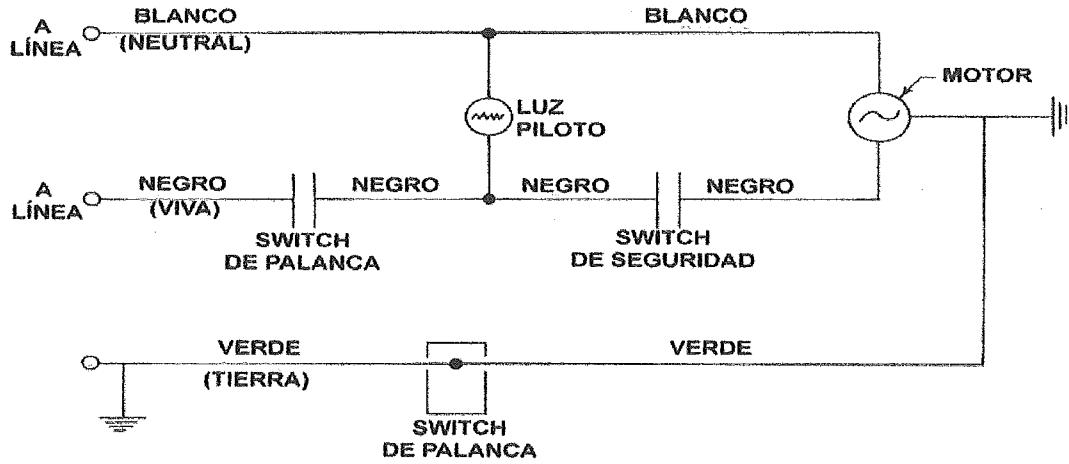 A
LÍNEA
BLANCO
(NEUTRAL)
BLANCO
MOTOR
LUZ
PILOTO
A
LÍNEA
NEGRO
(VIVA)
NEGRO
NEGRO
NEGRO
SWITCH
DE PALANCA
SWITCH
DE SEGURIDAD
VERDE
(TIERRA)
VERDE
SWITCH
DE PALANCA